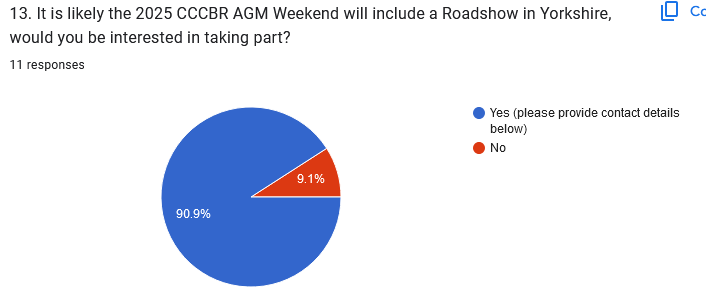 13. It is likely the 2025 CCCBR AGM Weekend will include a Roadshow in Yorkshire,
would you be interested in taking part?
11 responses
Yes (please provide contact details
below)
No
9.1%
90.9%